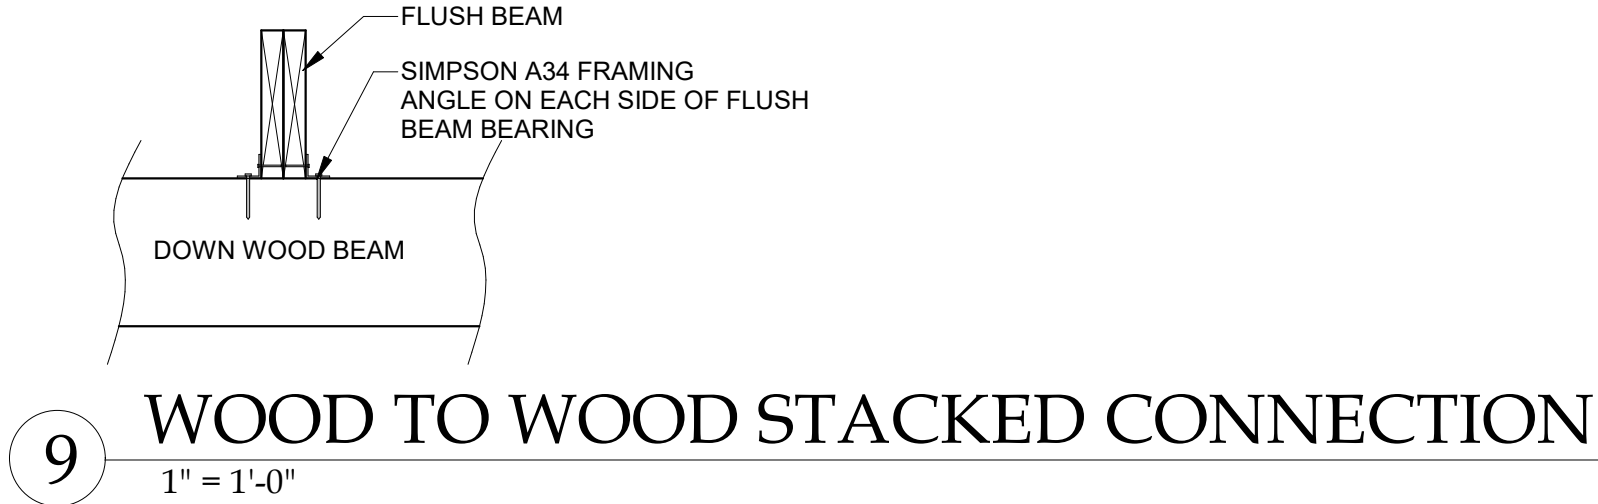 FLUSH BEAM
SIMPSON A34 FRAMING
ANGLE ON EACH SIDE OF FLUSH
BEAM BEARING
DOWN WOOD BEAM
9
WOOD TO WOOD STACKED CONNECTION
1" = 1'-0"